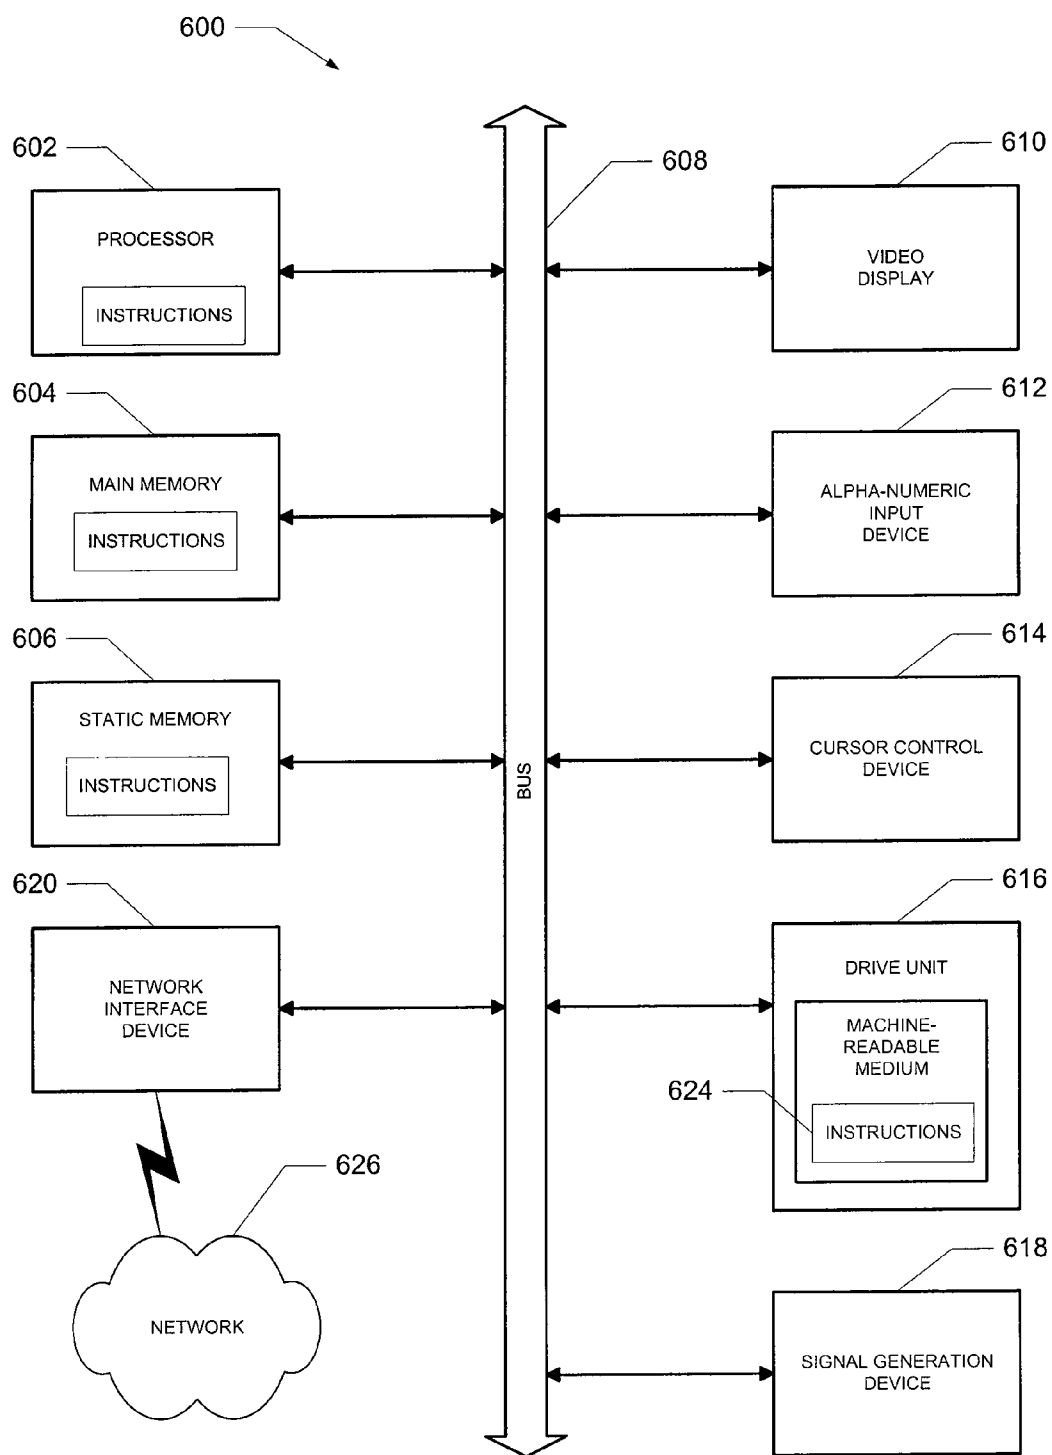 600
602
PROCESSOR
INSTRUCTIONS
604
MAIN MEMORY
INSTRUCTIONS
606
STATIC MEMORY
INSTRUCTIONS
620
NETWORK
INTERFACE
DEVICE
626
NETWORK
608
BUS
610
VIDEO
DISPLAY
612
ALPHA-NUMERIC
INPUT
DEVICE
614
CURSOR CONTROL
DEVICE
616
DRIVE UNIT
MACHINE-
READABLE
MEDIUM
624
INSTRUCTIONS
618
SIGNAL GENERATION
DEVICE